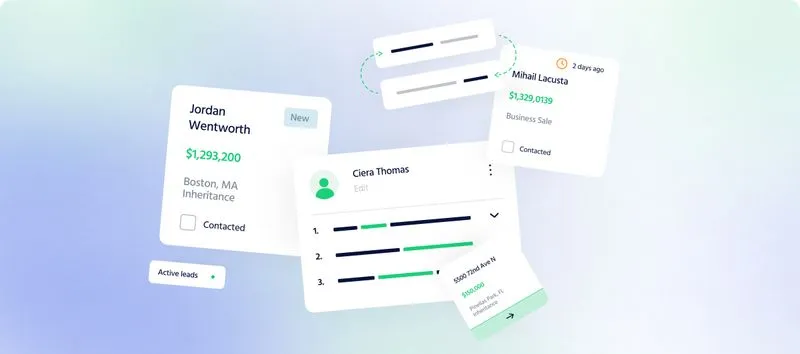 Jordan
Wentworth
New
$1,293,200
Boston, MA
Inheritance
Contacted
Active leads
Ciera Thomas
Edit
1.
2.
3.
2 days ago
Mihail Lacusta
$1,329,0139
Business Sale
Contacted
5500 72nd Ave N
$150,000
Pinellas Park, FL
Inheritance